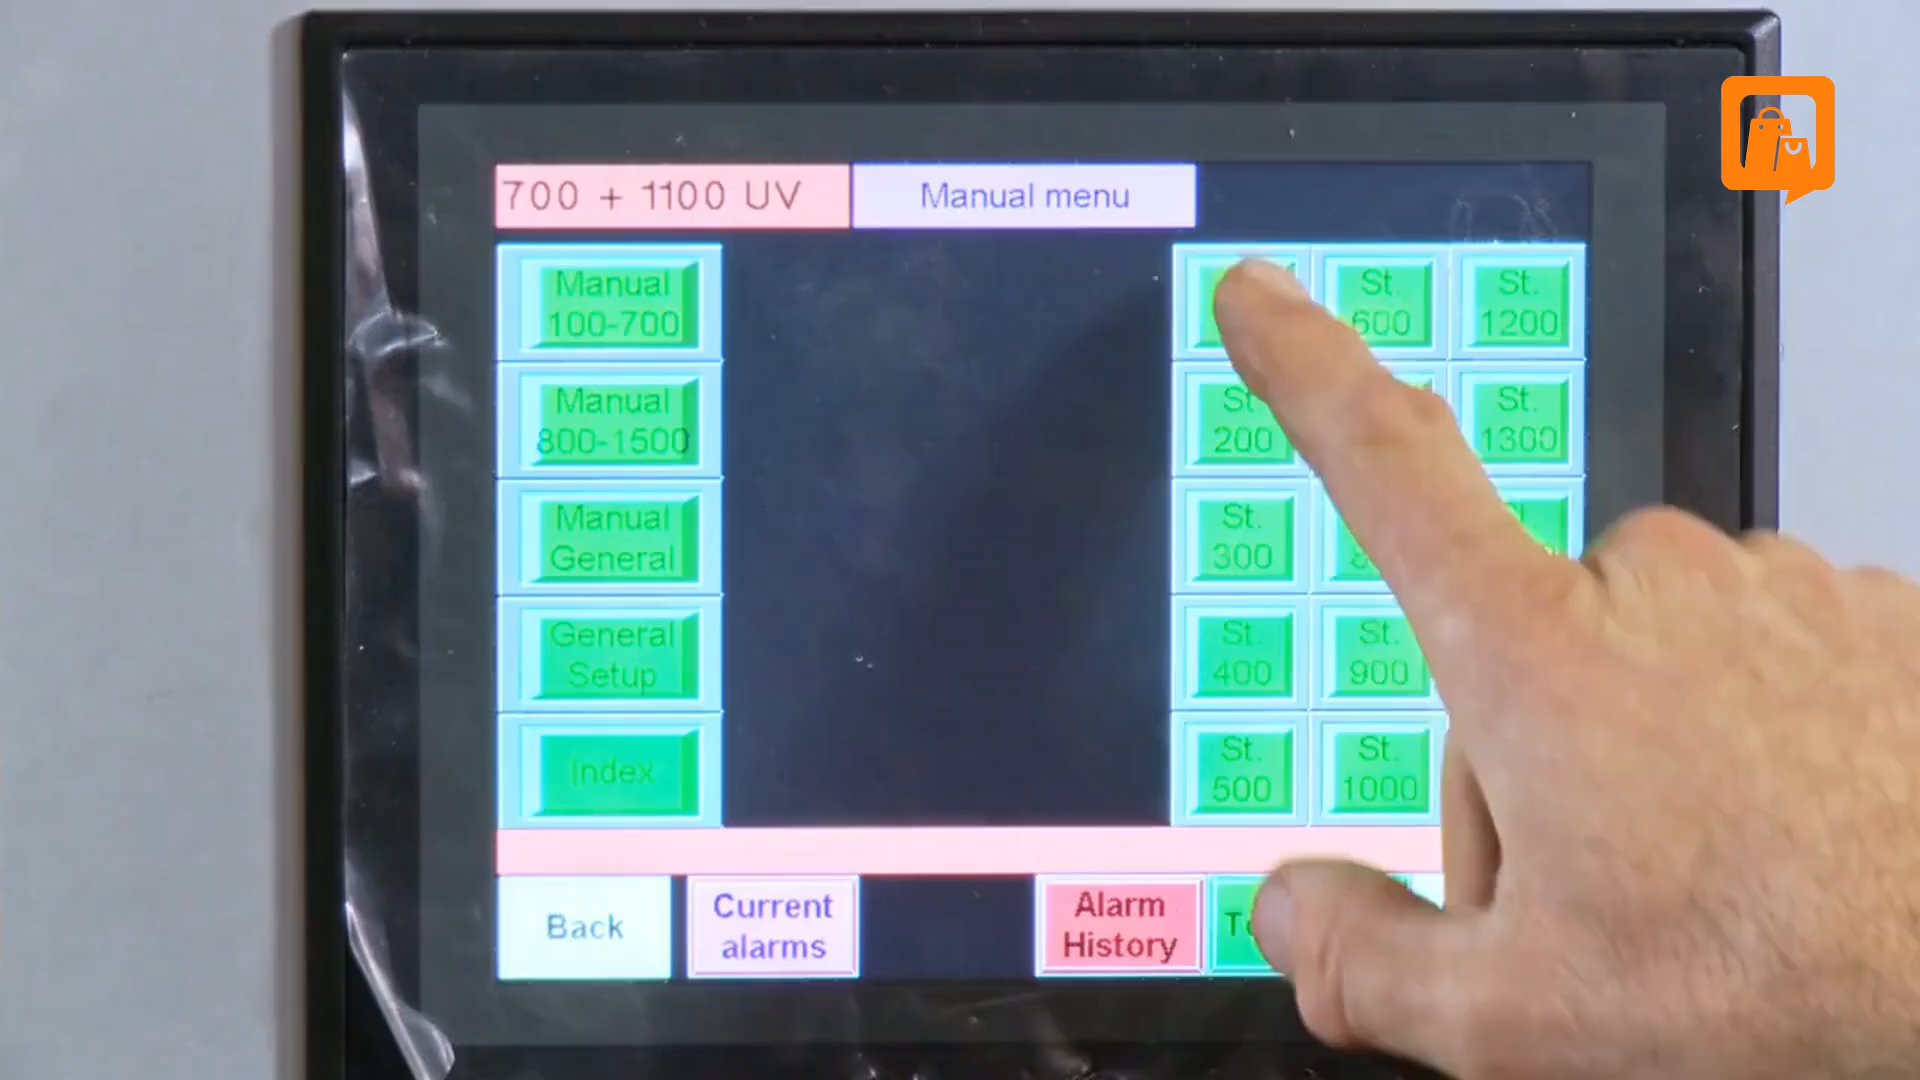 700 + 1100 UV
Manual menu
Manual
100-700
St.
600
St.
1200
Manual
800-1500
St.
200
St.
1300
Manual
General
St.
300
General
Setup
St.
400
St.
900
Index
St.
500
St.
1000
Back
Current
alarms
Alarm
History